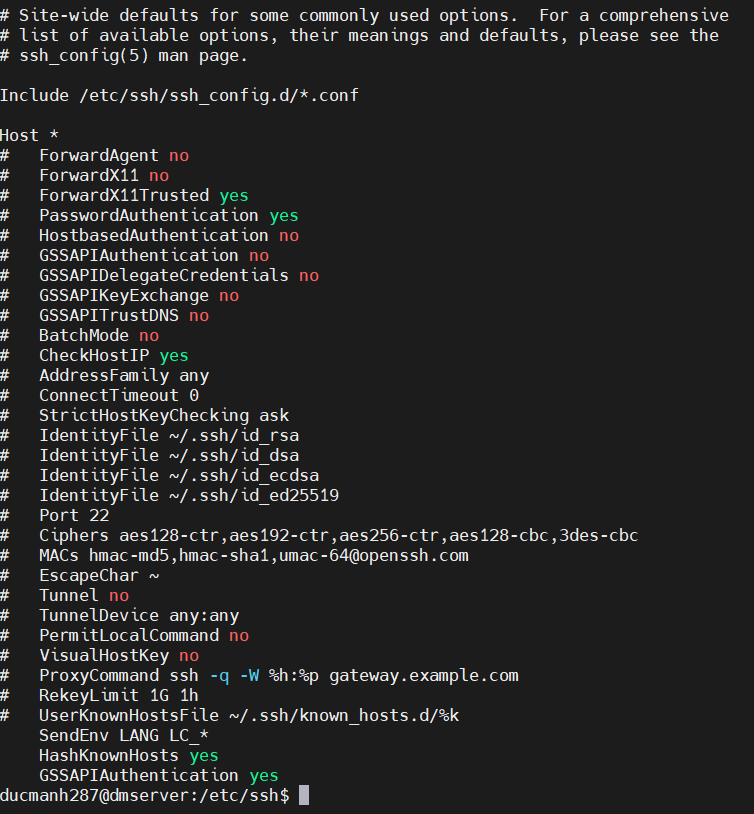 # Site-wide defaults for some commonly used options.  For a comprehensive
# list of available options, their meanings and defaults, please see the
# ssh_config(5) man page.

Include /etc/ssh/ssh_config.d/*.conf

Host *
#   ForwardAgent no
#   ForwardX11 no
#   ForwardX11Trusted yes
#   PasswordAuthentication yes
#   HostbasedAuthentication no
#   GSSAPIAuthentication no
#   GSSAPIDelegateCredentials no
#   GSSAPIKeyExchange no
#   GSSAPITrustDNS no
#   BatchMode no
#   CheckHostIP yes
#   AddressFamily any
#   ConnectTimeout 0
#   StrictHostKeyChecking ask
#   IdentityFile ~/.ssh/id_rsa
#   IdentityFile ~/.ssh/id_dsa
#   IdentityFile ~/.ssh/id_ecdsa
#   IdentityFile ~/.ssh/id_ed25519
#   Port 22
#   Ciphers aes128-ctr,aes192-ctr,aes256-ctr,aes128-cbc,3des-cbc
#   MACs hmac-md5,hmac-sha1,umac-64@openssh.com
#   EscapeChar ~
#   Tunnel no
#   TunnelDevice any:any
#   PermitLocalCommand no
#   VisualHostKey no
#   ProxyCommand ssh -q -W %h:%p gateway.example.com
#   RekeyLimit 1G 1h
#   UserKnownHostsFile ~/.ssh/known_hosts.d/%k
    SendEnv LANG LC_*
    HashKnownHosts yes
    GSSAPIAuthentication yes
ducmanh287@dmserver:/etc/ssh$